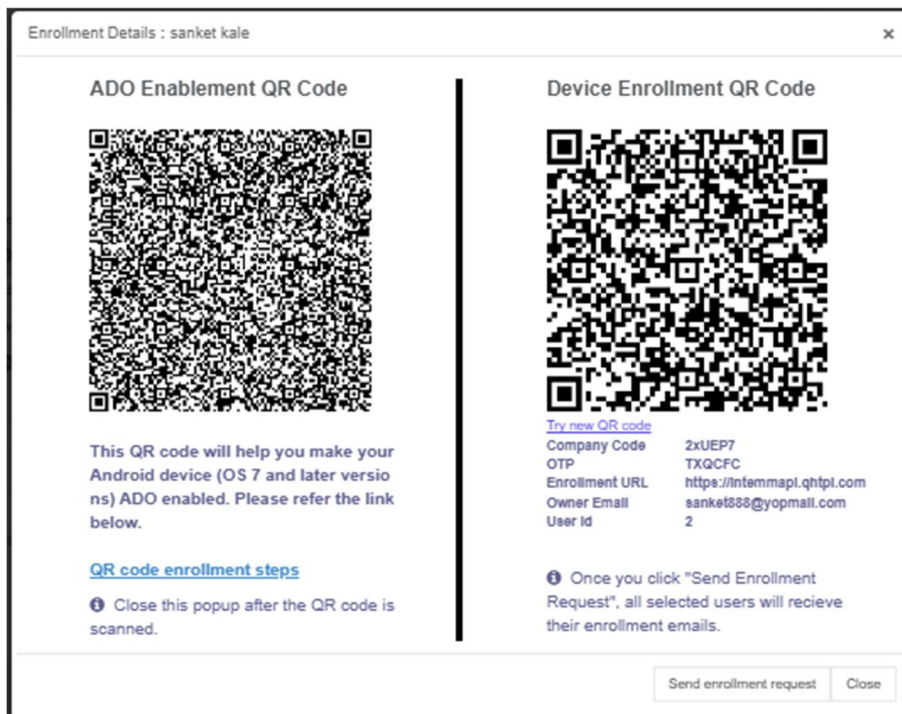 Enrollment Details : sanket kale
×
ADO Enablement QR Code
This QR code will help you make your
Android device (OS 7 and later versio
ns) ADO enabled. Please refer the link
below.
QR code enrollment steps
Close this popup after the QR code is
scanned.
Device Enrollment QR Code
Try new QR code
Company Code 2xUEP7
OTP TXQCFC
Enrollment URL https://intemmapi.qhtpl.com
Owner Email sanket888@yopmail.com
User Id 2
Once you click "Send Enrollment
Request", all selected users will recieve
their enrollment emails.
Send enrollment request
Close